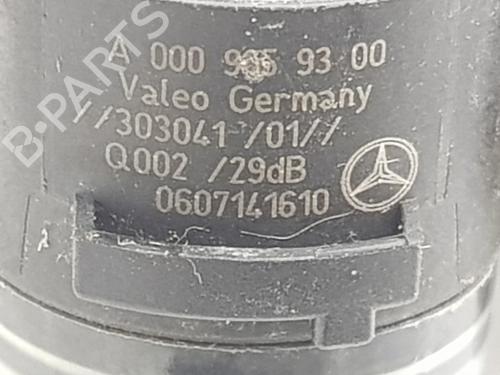 A 000 905 93 00
Valeo Germany
//303041 /01//
Q002 /29dB
0607141610
B-PARTS